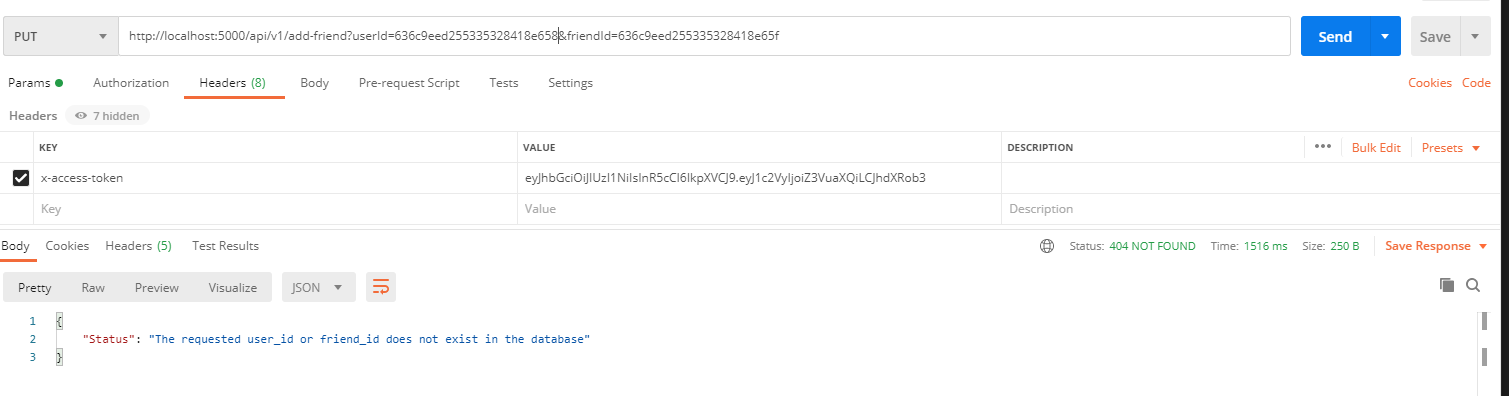 PUT http://localhost:5000/api/v1/add-friend?userId=636c9eed255335328418e658&friendId=636c9eed255335328418e65f Send Save
Params Authorization Headers (8) Body Pre-request Script Tests Settings Cookies Code
Headers 7 hidden
KEY VALUE DESCRIPTION ••• Bulk Edit Presets
x-access-token eyJhbGciOiJIUzI1NiIsInR5cCI6IkpXVCJ9.eyJ1c2VyIjoiZ3VuaXQiLCJhdXRob3
Key Value Description
Body Cookies Headers (5) Test Results Status: 404 NOT FOUND Time: 1516 ms Size: 250 B Save Response
Pretty Raw Preview Visualize JSON
1 {
2 "Status": "The requested user_id or friend_id does not exist in the database"
3 }